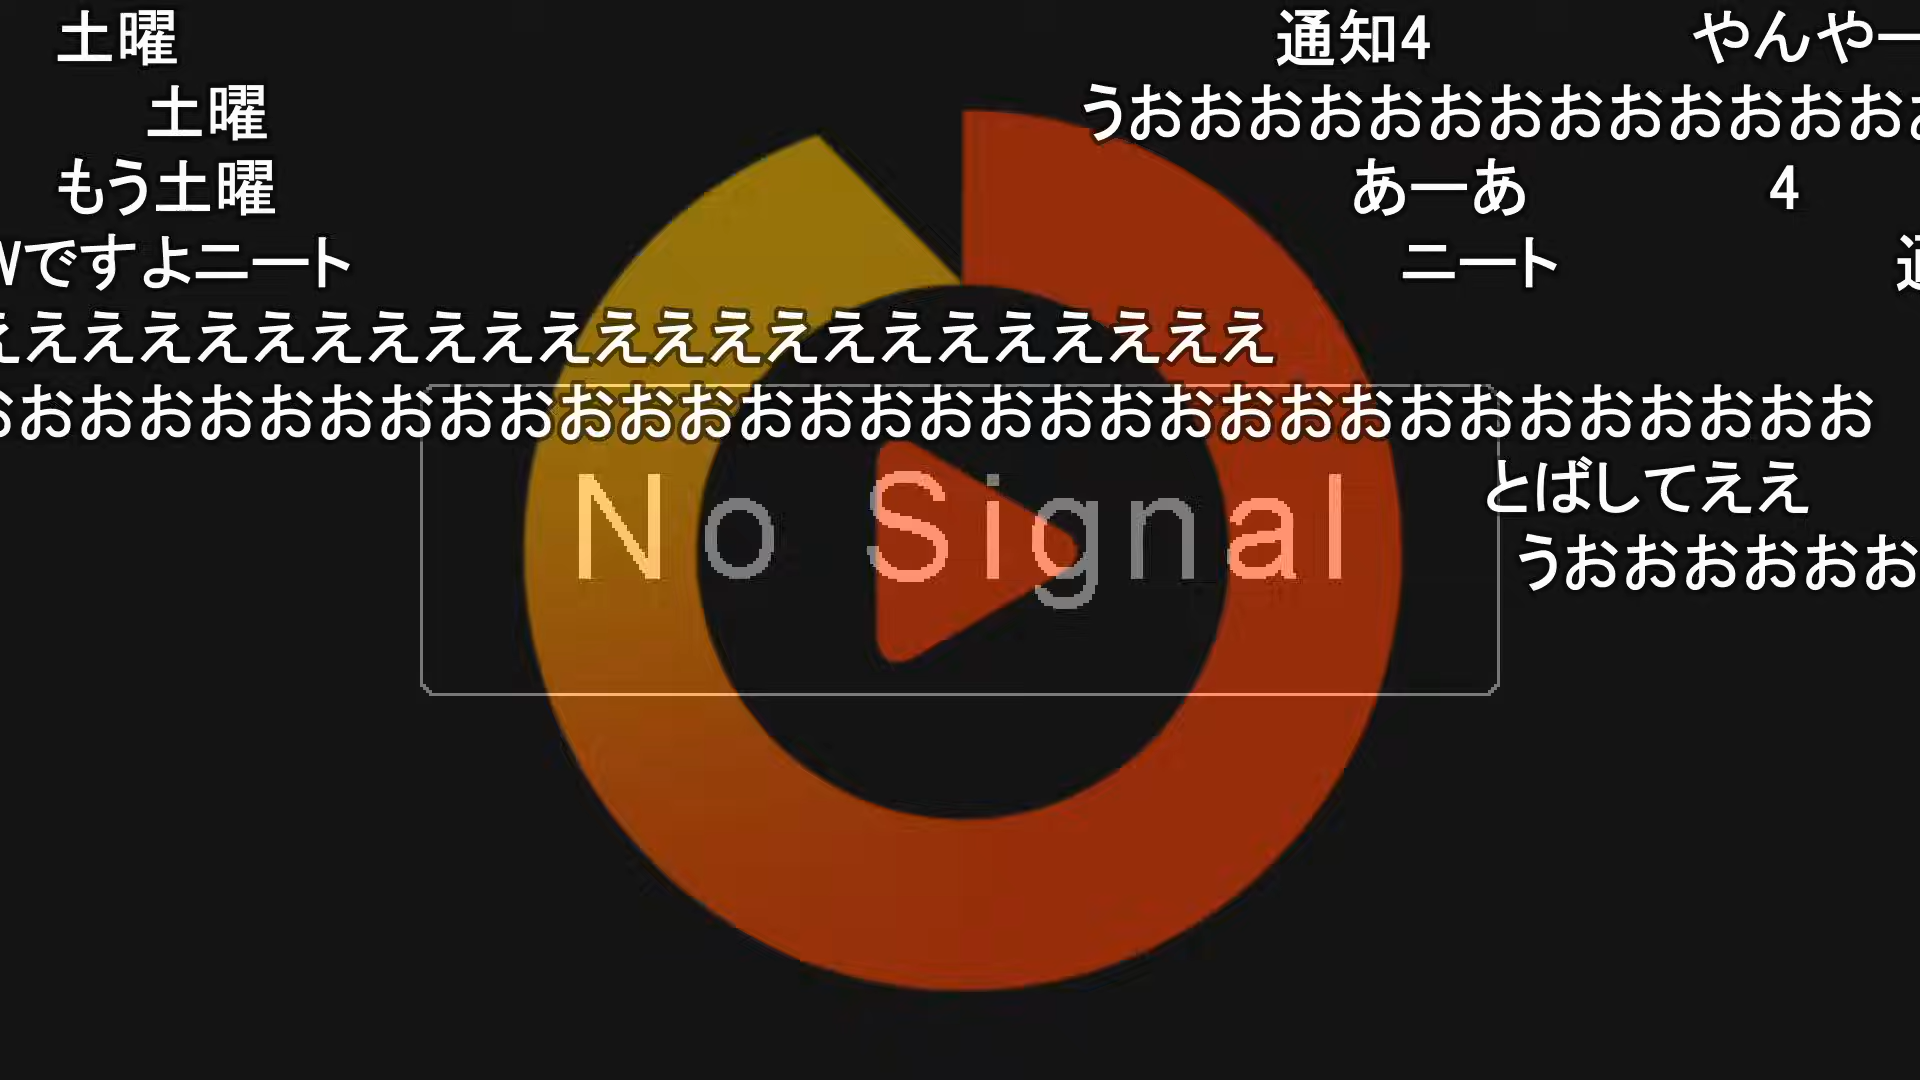 土曜 通知4 やんやー
土曜 うおおおおおおおおおおおおお
もう土曜 あーあ 4
Wですよニート ニート 通
ええええええええええええええええええええええ
おおおおおおおおおおおおおおおおおおおおおおおおおおおおおおお
No Signal
とばしてええ
うおおおおおお